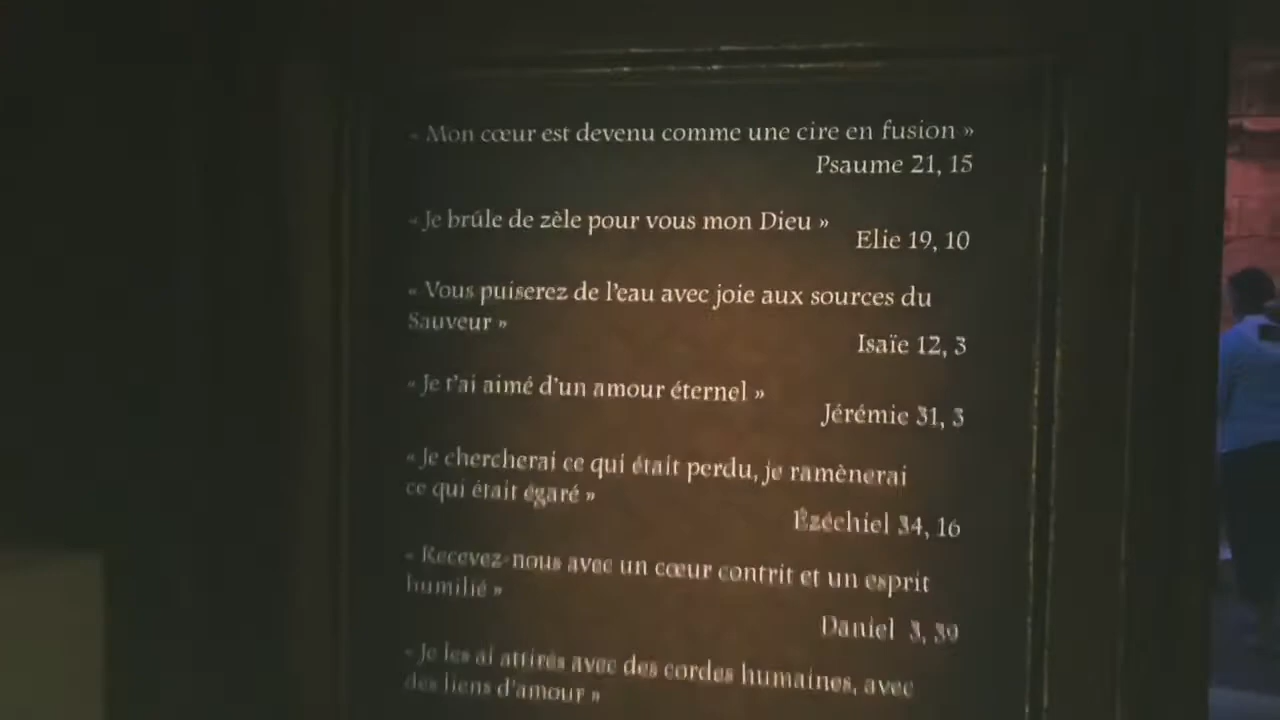 « Mon cœur est devenu comme une cire en fusion »
Psaume 21, 15
« Je brûle de zèle pour vous mon Dieu »
Elie 19, 10
« Vous puiserez de l'eau avec joie aux sources du
Sauveur »
Isaïe 12, 3
« Je t'ai aimé d'un amour éternel »
Jérémie 31, 3
« Je chercherai ce qui était perdu, je ramènerai
ce qui était égaré »
Ézéchiel 34, 16
« Recevez-nous avec un cœur contrit et un esprit
humilié »
Daniel 3, 39
« Je les ai attirés avec des cordes humaines, avec
des liens d'amour »